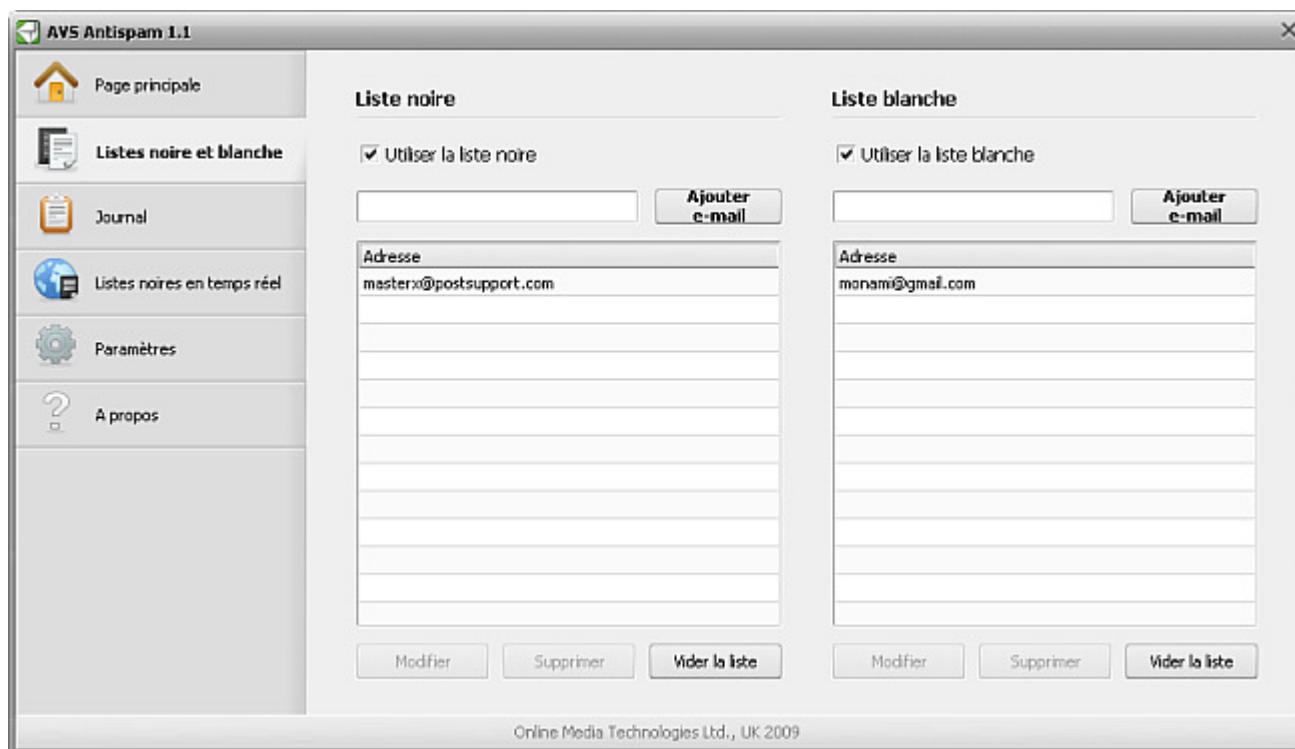 AVS Antispam 1.1
Page principale
Listes noire et blanche
Journal
Listes noires en temps réel
Paramètres
A propos
Liste noire
Utiliser la liste noire
Ajouter
e-mail
Adresse
masterx@postsupport.com
Modifier
Supprimer
Vider la liste
Liste blanche
Utiliser la liste blanche
Ajouter
e-mail
Adresse
monami@gmail.com
Modifier
Supprimer
Vider la liste
Online Media Technologies Ltd., UK 2009